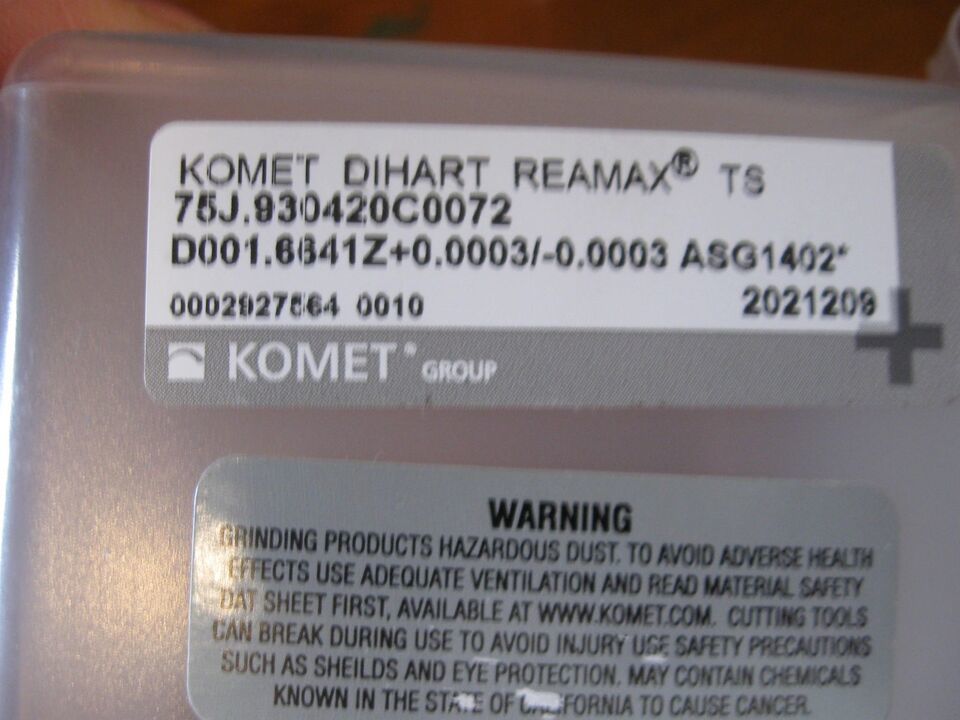 KOMET DIHART REAMAX® TS
75J.930420C0072
D001.6641Z+0.0003/-0.0003 ASG1402*
0002927564 0010 2021209
KOMET® GROUP
WARNING
GRINDING PRODUCTS HAZARDOUS DUST. TO AVOID ADVERSE HEALTH
EFFECTS USE ADEQUATE VENTILATION AND READ MATERIAL SAFETY
DAT SHEET FIRST, AVAILABLE AT WWW.KOMET.COM. CUTTING TOOLS
CAN BREAK DURING USE TO AVOID INJURY USE SAFETY PRECAUTIONS
SUCH AS SHEILDS AND EYE PROTECTION. MAY CONTAIN CHEMICALS
KNOWN IN THE STATE OF CALIFORNIA TO CAUSE CANCER.